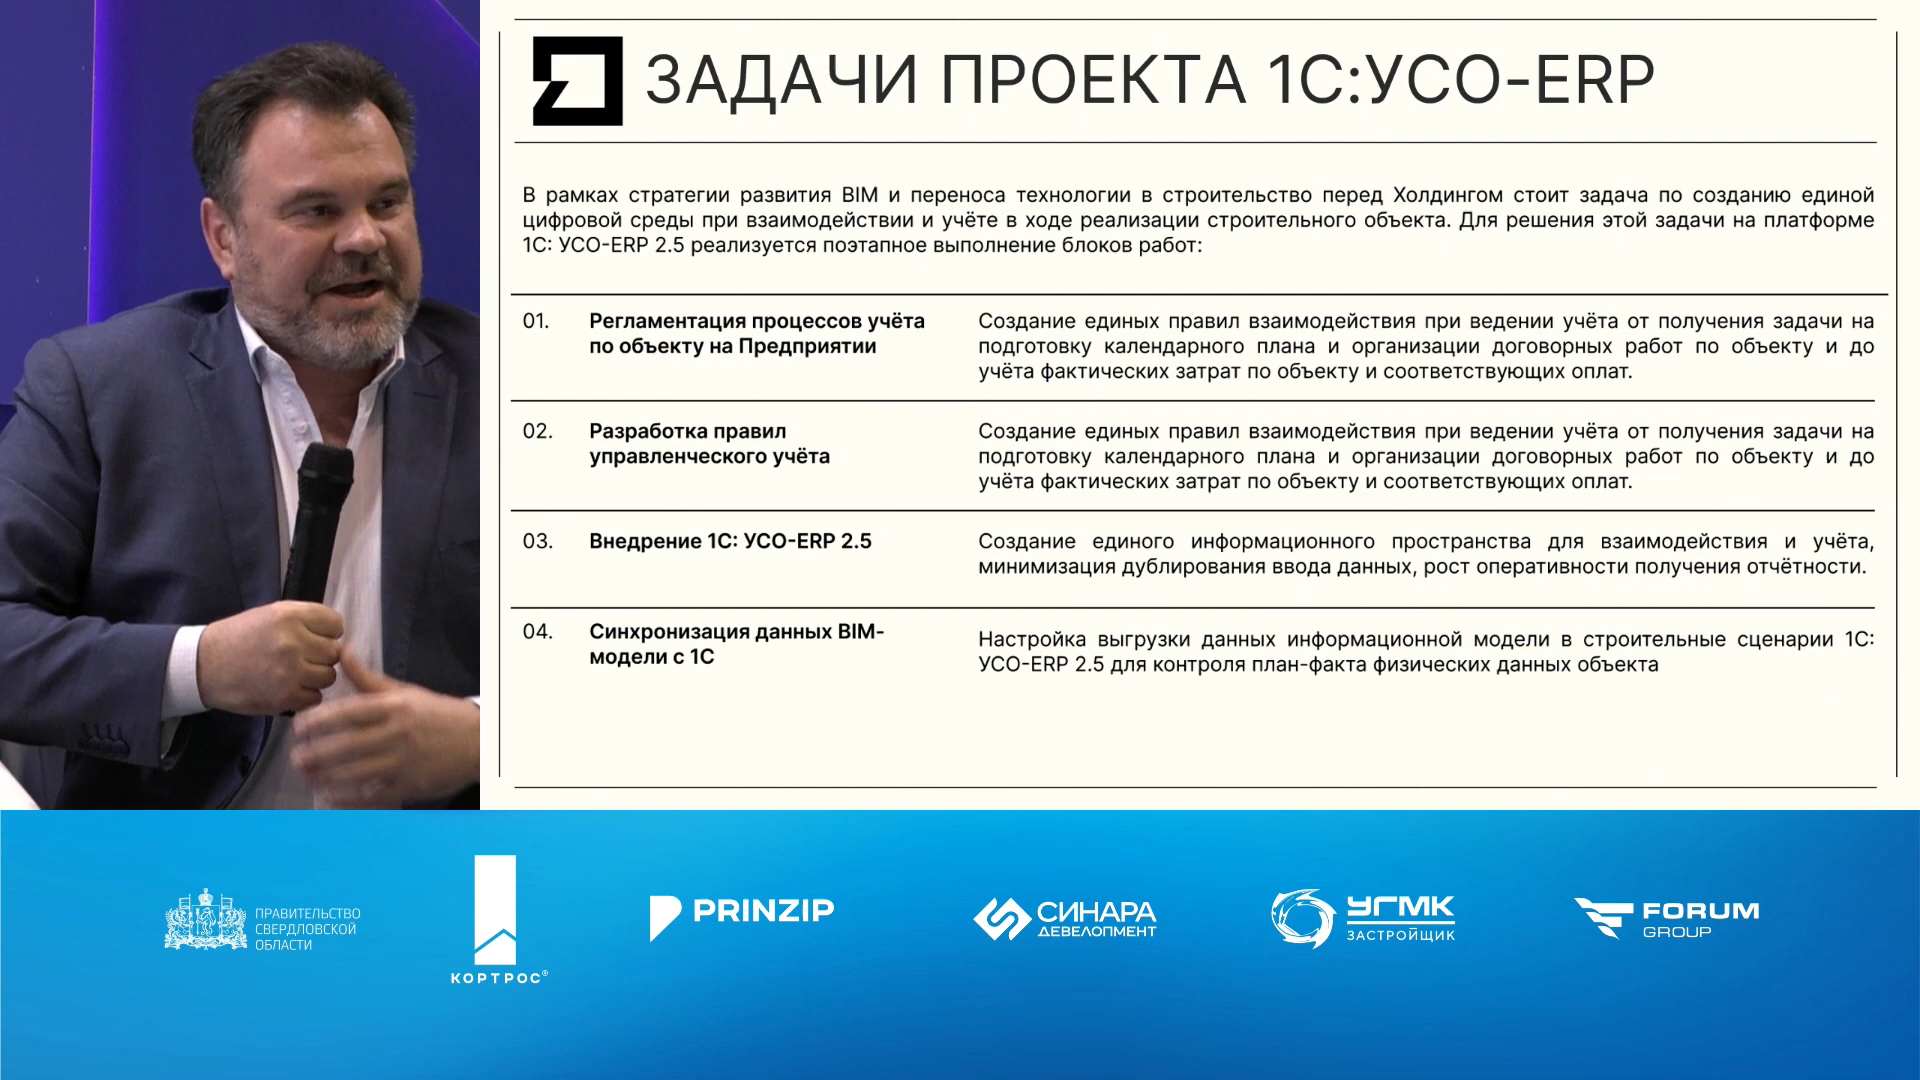 ЗАДАЧИ ПРОЕКТА 1С:УСО-ERP
В рамках стратегии развития BIM и переноса технологии в строительство перед Холдингом стоит задача по созданию единой
цифровой среды при взаимодействии и учёте в ходе реализации строительного объекта. Для решения этой задачи на платформе
1С: УСО-ERP 2.5 реализуется поэтапное выполнение блоков работ:
01.
Регламентация процессов учёта
по объекту на Предприятии
Создание единых правил взаимодействия при ведении учёта от получения задачи на
подготовку календарного плана и организации договорных работ по объекту и до
учёта фактических затрат по объекту и соответствующих оплат.
02.
Разработка правил
управленческого учёта
Создание единых правил взаимодействия при ведении учёта от получения задачи на
подготовку календарного плана и организации договорных работ по объекту и до
учёта фактических затрат по объекту и соответствующих оплат.
03.
Внедрение 1С: УСО-ERP 2.5
Создание единого информационного пространства для взаимодействия и учёта,
минимизация дублирования ввода данных, рост оперативности получения отчётности.
04.
Синхронизация данных BIM-
модели с 1С
Настройка выгрузки данных информационной модели в строительные сценарии 1С:
УСО-ERP 2.5 для контроля план-факта физических данных объекта
ПРАВИТЕЛЬСТВО
СВЕРДЛОВСКОЙ
ОБЛАСТИ
КОРТРОС®
PRINZIP
СИНАРА
ДЕВЕЛОПМЕНТ
УГМК
ЗАСТРОЙЩИК
FORUM
GROUP